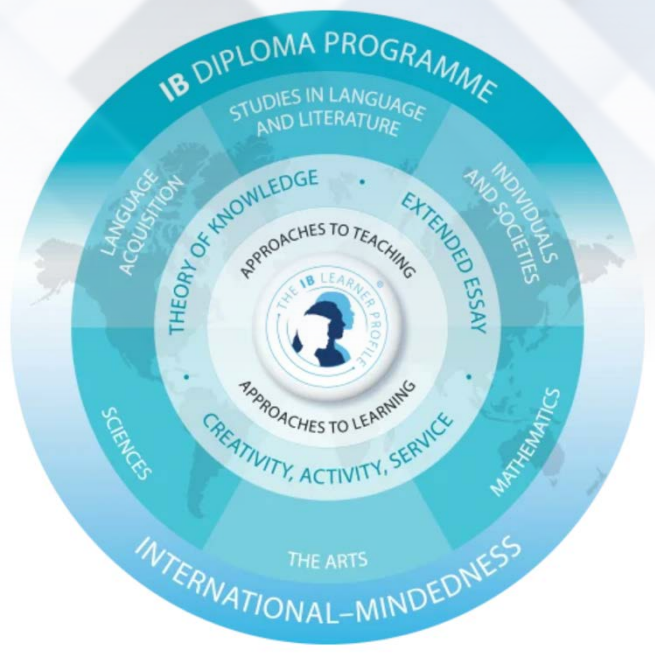 IB DIPLOMA PROGRAMME
STUDIES IN LANGUAGE
AND LITERATURE
LANGUAGE
ACQUISITION
INDIVIDUALS
AND SOCIETIES
THEORY OF KNOWLEDGE
•
EXTENDED ESSAY
•
CREATIVITY, ACTIVITY, SERVICE
•
APPROACHES TO TEACHING
THE IB LEARNER PROFILE®
APPROACHES TO LEARNING
SCIENCES
MATHEMATICS
THE ARTS
INTERNATIONAL–MINDEDNESS